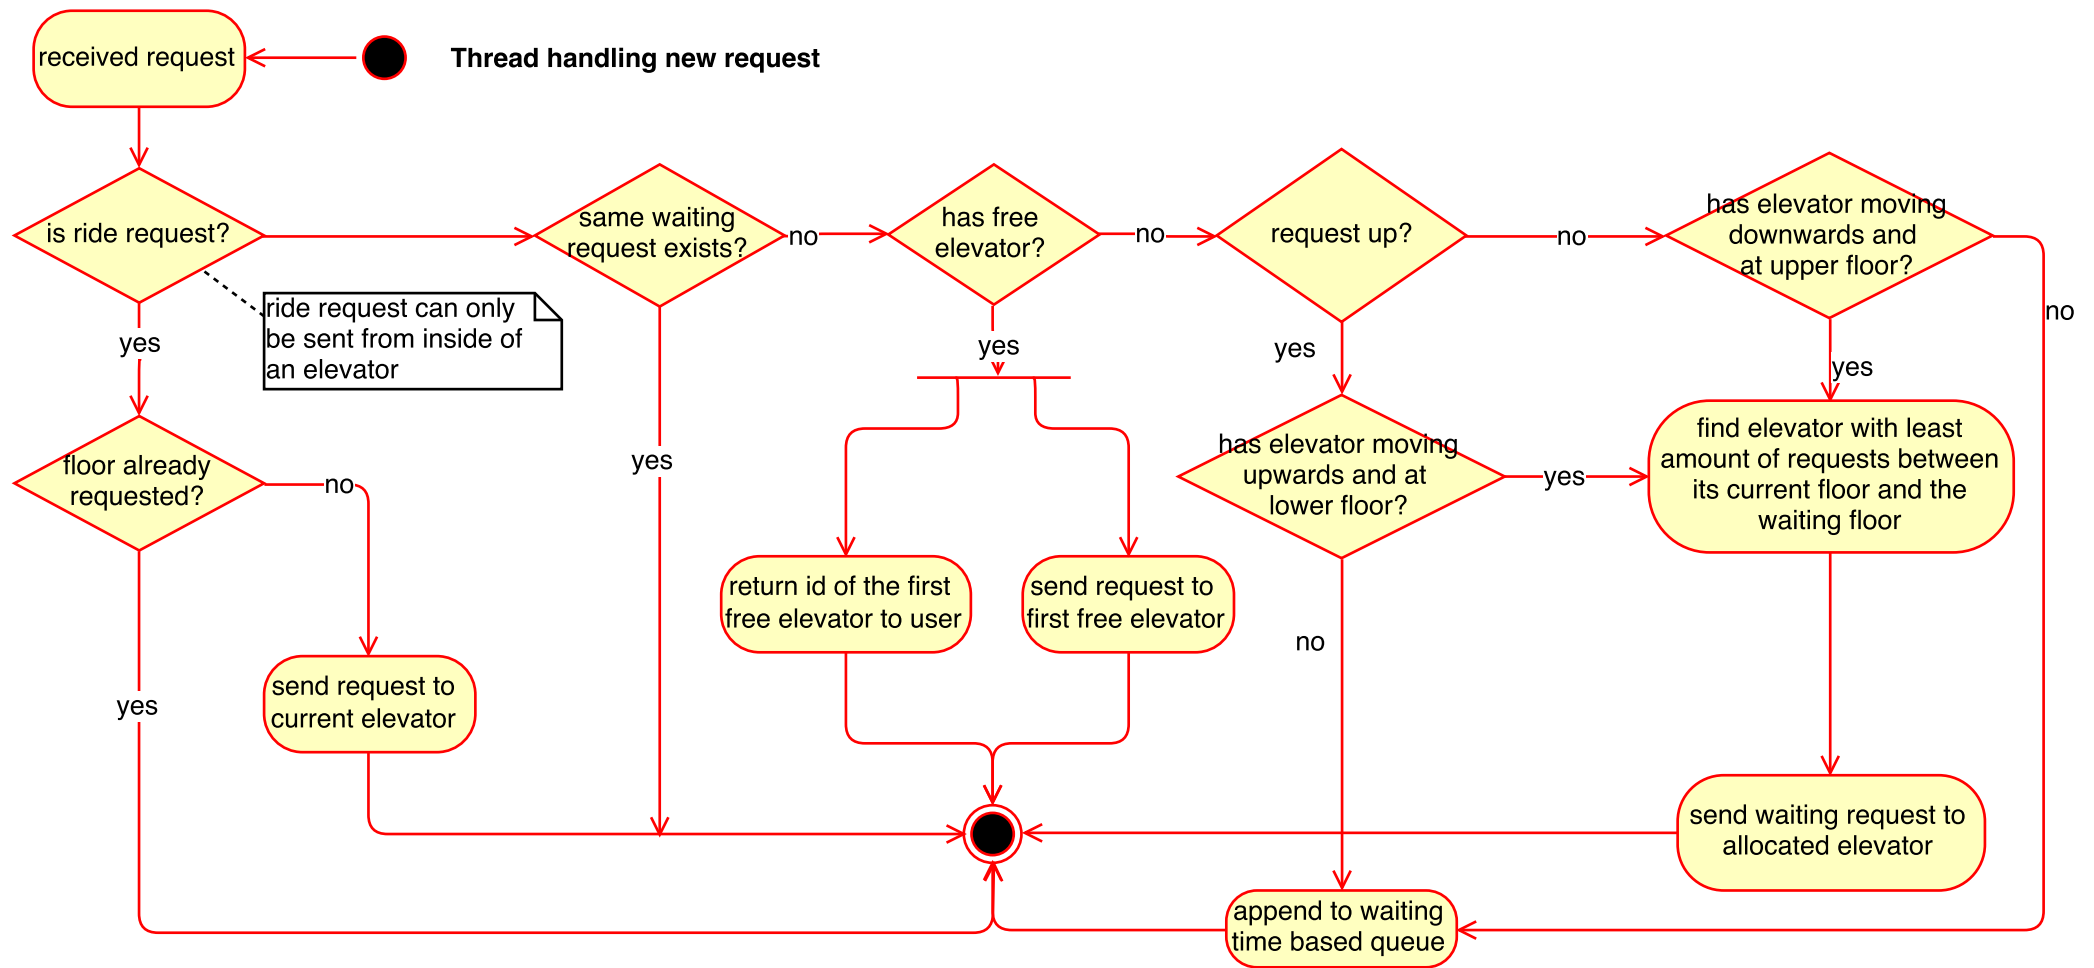 received request
Thread handling new request
is ride request?
same waiting
request exists?
no
has free
elevator?
no
request up?
no
has elevator moving
downwards and
at upper floor?
no
ride request can only
be sent from inside of
an elevator
yes
yes
yes
yes
floor already
requested?
no
yes
has elevator moving
upwards and at
lower floor?
yes
find elevator with least
amount of requests between
its current floor and the
waiting floor
return id of the first
free elevator to user
send request to
first free elevator
no
send request to
current elevator
yes
send waiting request to
allocated elevator
append to waiting
time based queue